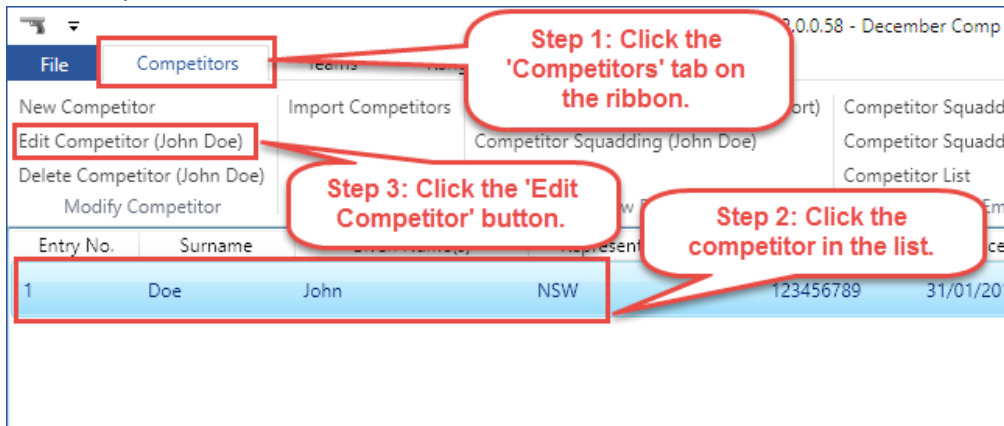 .0.0.58 - December Comp
Step 1: Click the
'Competitors' tab on
the ribbon.
File Competitors
New Competitor Import Competitors ort) Competitor Squadd
Edit Competitor (John Doe) Competitor Squadding (John Doe) Competitor Squadd
Delete Competitor (John Doe) Competitor List
Modify Competitor
Step 3: Click the 'Edit
Competitor' button.
Step 2: Click the
competitor in the list.
Entry No. Surname
1 Doe John NSW 123456789 31/01/201